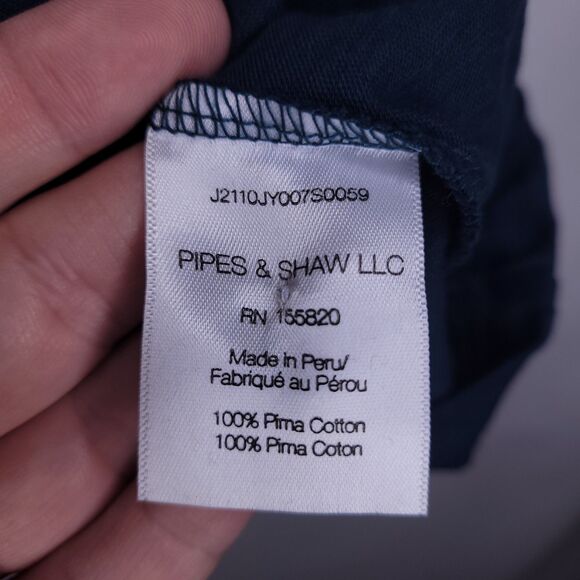 J2110JY007S0059
PIPES & SHAW LLC
RN 155820
Made in Peru/
Fabriqué au Pérou
100% Pima Cotton
100% Pima Coton